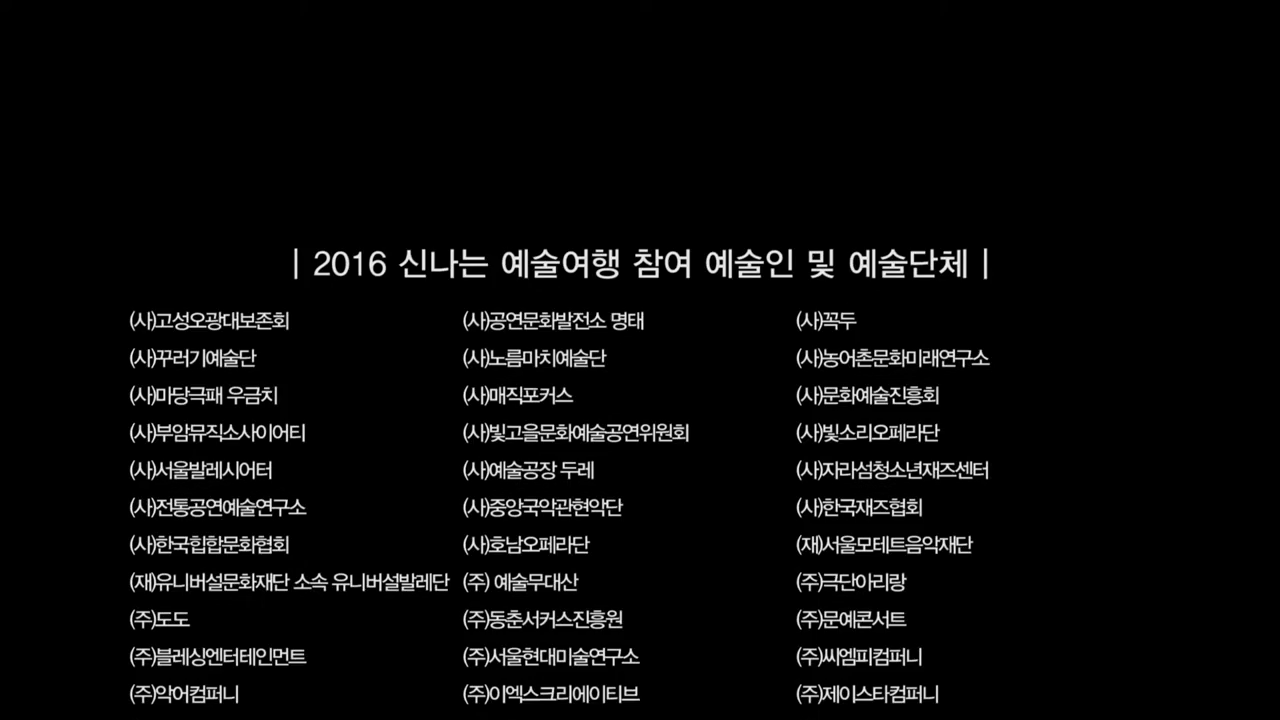 | 2016 신나는 예술여행 참여 예술인 및 예술단체 |
(사)고성오광대보존회 (사)공연문화발전소 명태 (사)꼭두
(사)꾸러기예술단 (사)노름마치예술단 (사)농어촌문화미래연구소
(사)마당극패 우금치 (사)매직포커스 (사)문화예술진흥회
(사)부암뮤직소사이어티 (사)빛고을문화예술공연위원회 (사)빛소리오페라단
(사)서울발레시어터 (사)예술공장 두레 (사)자라섬청소년재즈센터
(사)전통공연예술연구소 (사)중앙국악관현악단 (사)한국재즈협회
(사)한국힙합문화협회 (사)호남오페라단 (재)서울모테트음악재단
(재)유니버설문화재단 소속 유니버설발레단 (주) 예술무대산 (주)극단아리랑
(주)도도 (주)동춘서커스진흥원 (주)문예콘서트
(주)블레싱엔터테인먼트 (주)서울현대미술연구소 (주)씨엠피컴퍼니
(주)악어컴퍼니 (주)이엑스크리에이티브 (주)제이스타컴퍼니